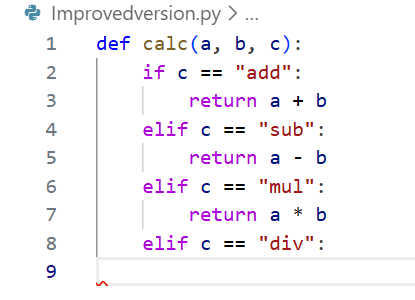 Improvedversion.py > ...
1 def calc(a, b, c):
2     if c == "add":
3         return a + b
4     elif c == "sub":
5         return a - b
6     elif c == "mul":
7         return a * b
8     elif c == "div":
9